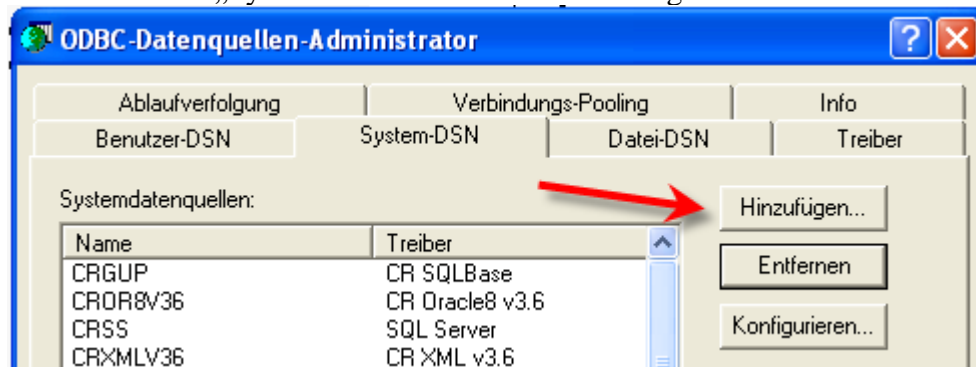 ODBC-Datenquellen-Administrator
Ablaufverfolgung Verbindungs-Pooling Info
Benutzer-DSN System-DSN Datei-DSN Treiber
Systemdatenquellen:
Hinzufügen...
Name Treiber
CRGUP CR SQLBase
Entfernen
CROR8V36 CR Oracle8 v3.6
CRSS SQL Server
Konfigurieren...
CRXMLV36 CR XML v3.6